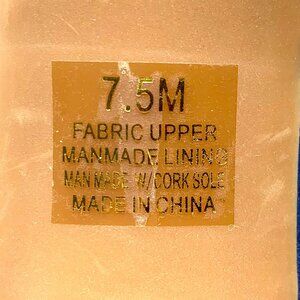 7.5M
FABRIC UPPER
MANMADE LINING
MAN MADE W/CORK SOLE
MADE IN CHINA